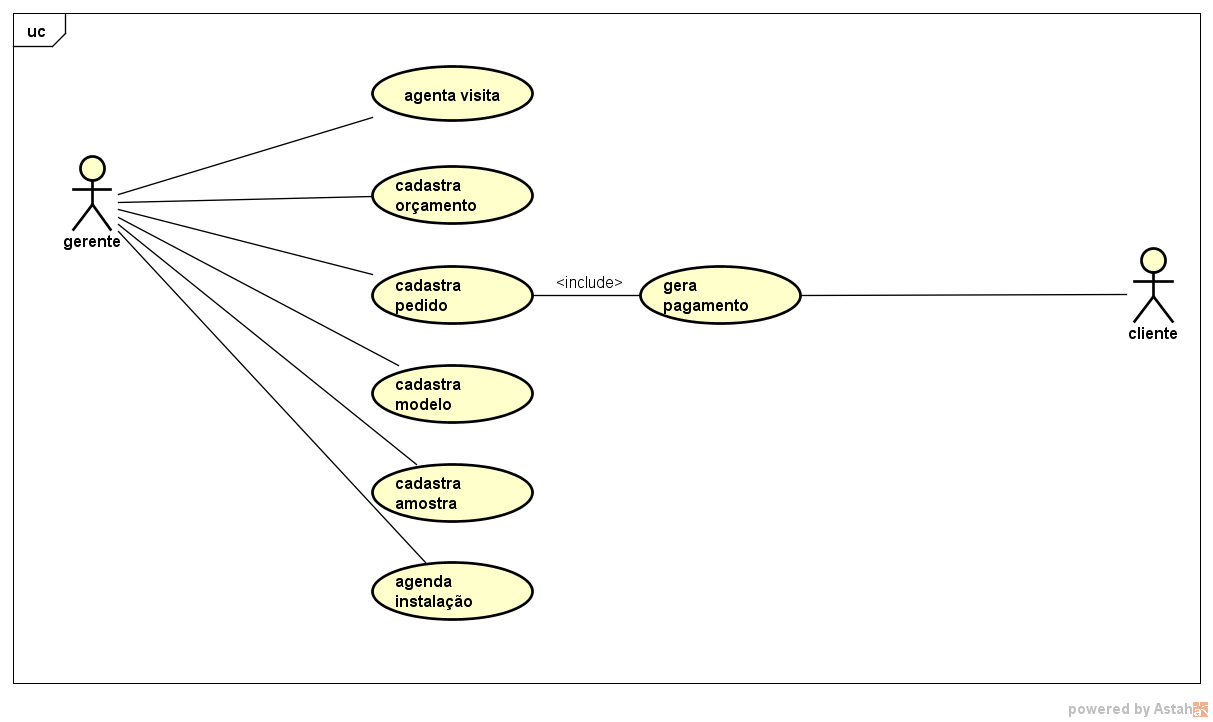 uc
agenta visita
cadastra
orçamento
gerente
cadastra
pedido
<include>
gera
pagamento
cliente
cadastra
modelo
cadastra
amostra
agenda
instalação
powered by Astah